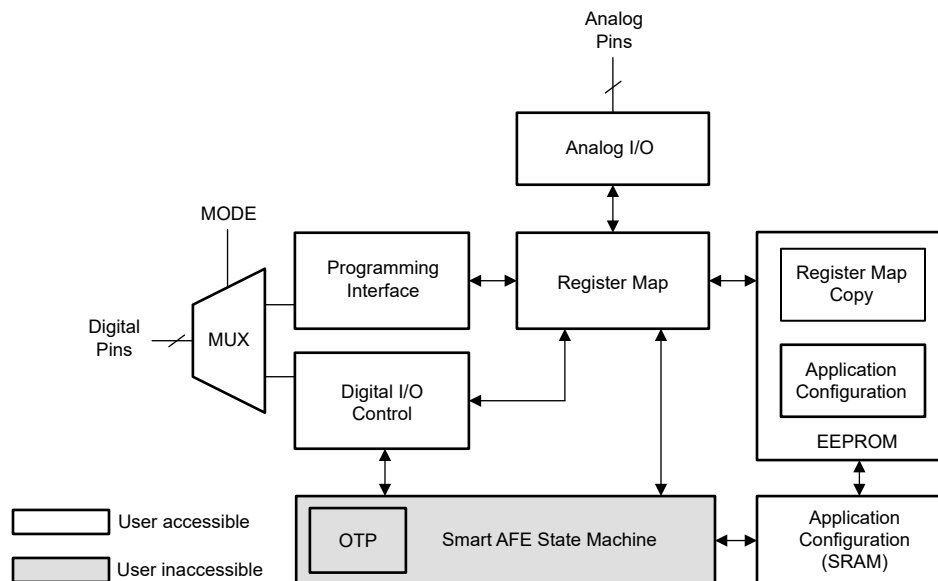 Analog
Pins
Analog I/O
MODE
Programming
Interface
Register Map
Register Map
Copy
Digital
Pins
MUX
Digital I/O
Control
Application
Configuration
EEPROM
User accessible
OTP
Smart AFE State Machine
Application
Configuration
(SRAM)
User inaccessible